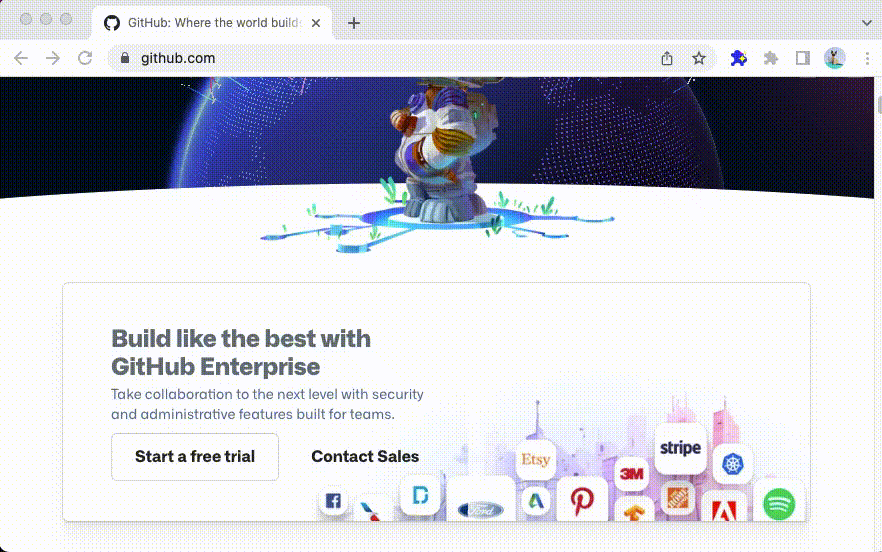 GitHub: Where the world builds
github.com
Build like the best with
GitHub Enterprise
Take collaboration to the next level with security
and administrative features built for teams.
Start a free trial
Contact Sales
Etsy
stripe
3M
Ford